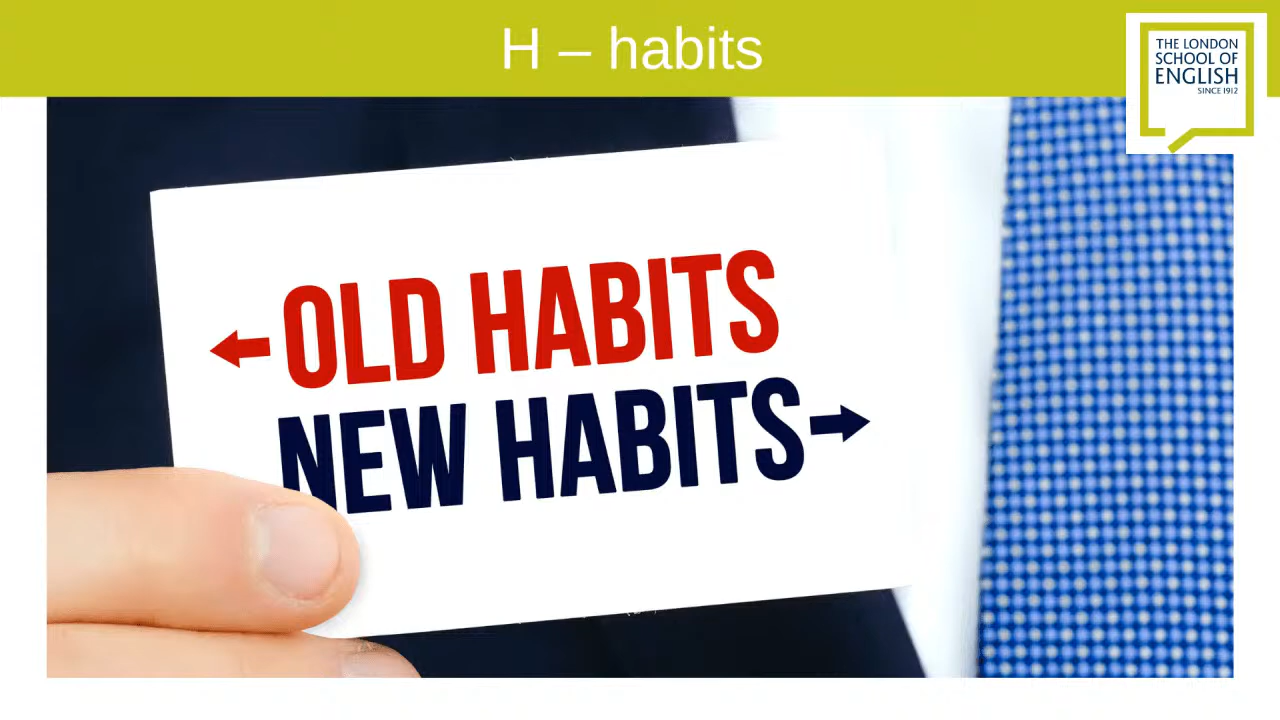 H – habits
THE LONDON
SCHOOL OF
ENGLISH
SINCE 1912
OLD HABITS
NEW HABITS